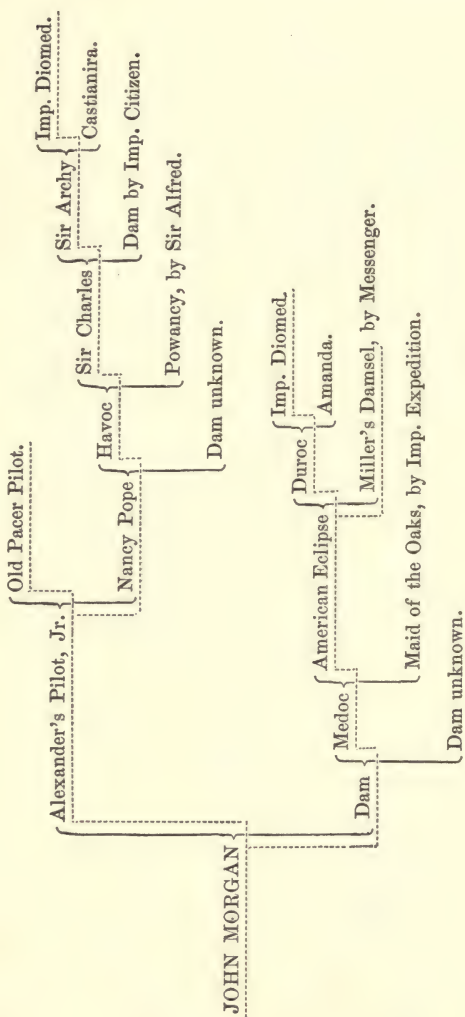 JOHN MORGAN
Alexander's Pilot, Jr.
Old Pacer Pilot.
Nancy Pope
Havoc
Sir Charles
Sir Archy
Imp. Diomed.
Castianira.
Dam by Imp. Citizen.
Powancy, by Sir Alfred.
Dam unknown.
Dam
Medoc
American Eclipse
Duroc
Imp. Diomed.
Amanda.
Miller's Damsel, by Messenger.
Maid of the Oaks, by Imp. Expedition.
Dam unknown.